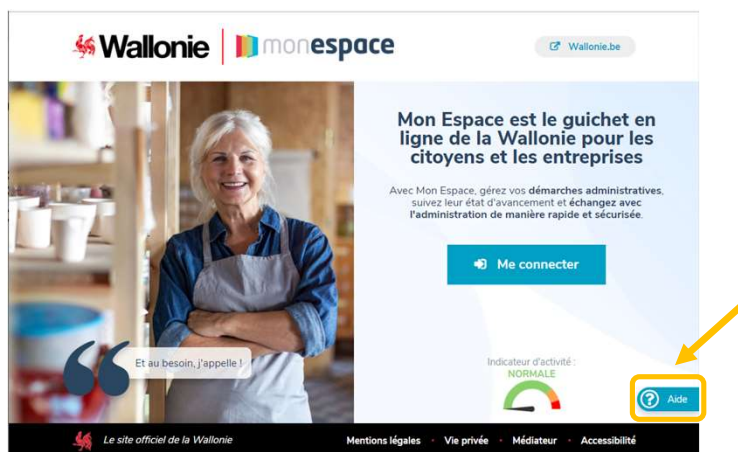 Wallonie
monespace
Wallonie.be
Mon Espace est le guichet en
ligne de la Wallonie pour les
citoyens et les entreprises
Avec Mon Espace, gérez vos démarches administratives,
suivez leur état d'avancement et échangez avec
l'administration de manière rapide et sécurisée.
Me connecter
Et au besoin, j'appelle !
Indicateur d'activité :
NORMALE
? Aide
Le site officiel de la Wallonie
Mentions légales • Vie privée • Médiateur • Accessibilité